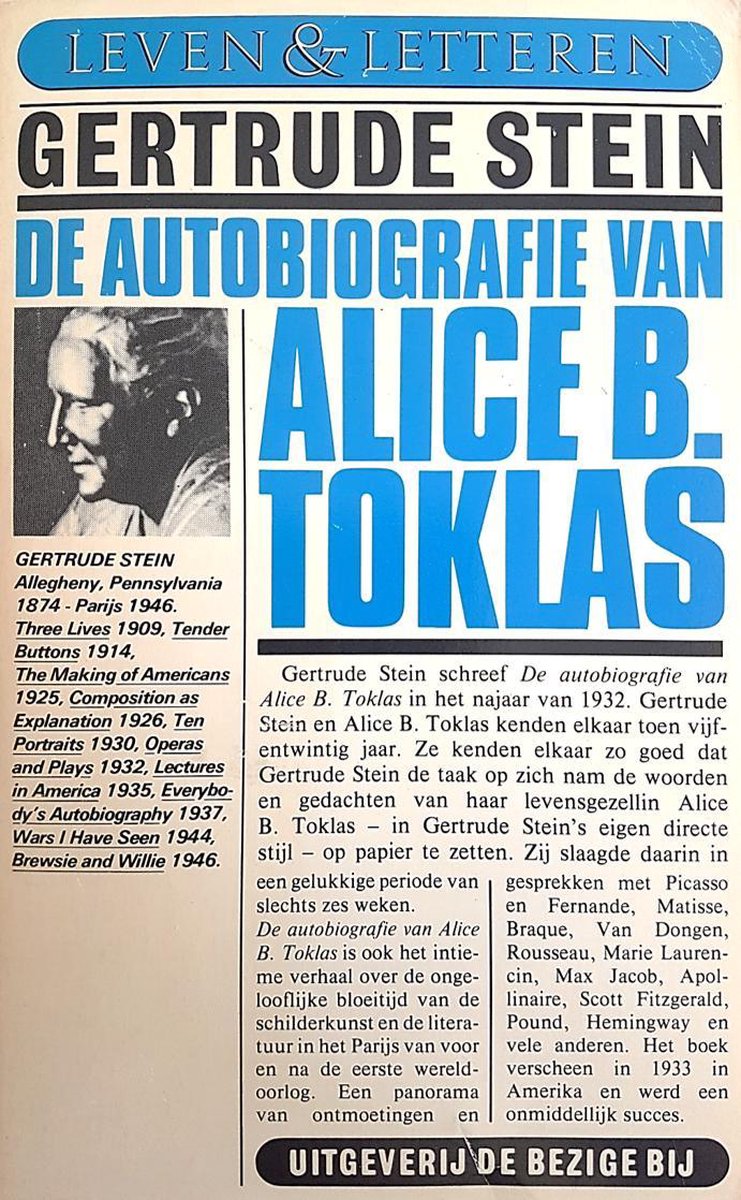 LEVEN & LETTEREN
GERTRUDE STEIN
DE AUTOBIOGRAFIE VAN
ALICE B.
TOKLAS
GERTRUDE STEIN
Allegheny, Pennsylvania
1874 - Parijs 1946.
Three Lives 1909, Tender
Buttons 1914,
The Making of Americans
1925, Composition as
Explanation 1926, Ten
Portraits 1930, Operas
and Plays 1932, Lectures
in America 1935, Everybo-
dy's Autobiography 1937,
Wars I Have Seen 1944,
Brewsie and Willie 1946.
Gertrude Stein schreef De autobiografie van
Alice B. Toklas in het najaar van 1932. Gertrude
Stein en Alice B. Toklas kenden elkaar toen vijf-
entwintig jaar. Ze kenden elkaar zo goed dat
Gertrude Stein de taak op zich nam de woorden
en gedachten van haar levensgezellin Alice
B. Toklas – in Gertrude Stein's eigen directe
stijl – op papier te zetten. Zij slaagde daarin in
een gelukkige periode van
slechts zes weken.
De autobiografie van Alice
B. Toklas is ook het intie-
me verhaal over de onge-
looflijke bloeitijd van de
schilderkunst en de litera-
tuur in het Parijs van voor
en na de eerste wereld-
oorlog. Een panorama
van ontmoetingen en
gesprekken met Picasso
en Fernande, Matisse,
Braque, Van Dongen,
Rousseau, Marie Lauren-
cin, Max Jacob, Apol-
linaire, Scott Fitzgerald,
Pound, Hemingway en
vele anderen. Het boek
verscheen in 1933 in
Amerika en werd een
onmiddellijk succes.
UITGEVERIJ DE BEZIGE BIJ